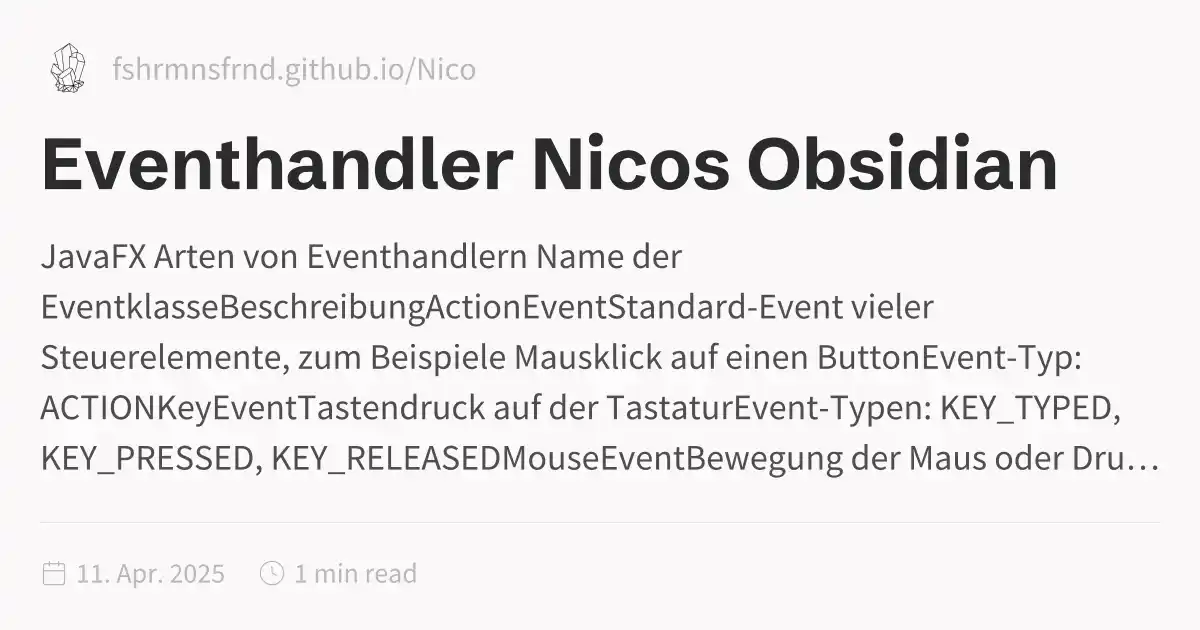 fshrmnsfrnd.github.io/Nico
Eventhandler Nicos Obsidian
JavaFX Arten von Eventhandlern Name der
EventklasseBeschreibungActionEventStandard-Event vieler
Steuerelemente, zum Beispiele Mausklick auf einen ButtonEvent-Typ:
ACTIONKeyEventTastendruck auf der TastaturEvent-Typen: KEY_TYPED,
KEY_PRESSED, KEY_RELEASEDMouseEventBewegung der Maus oder Dru…
11. Apr. 2025 1 min read